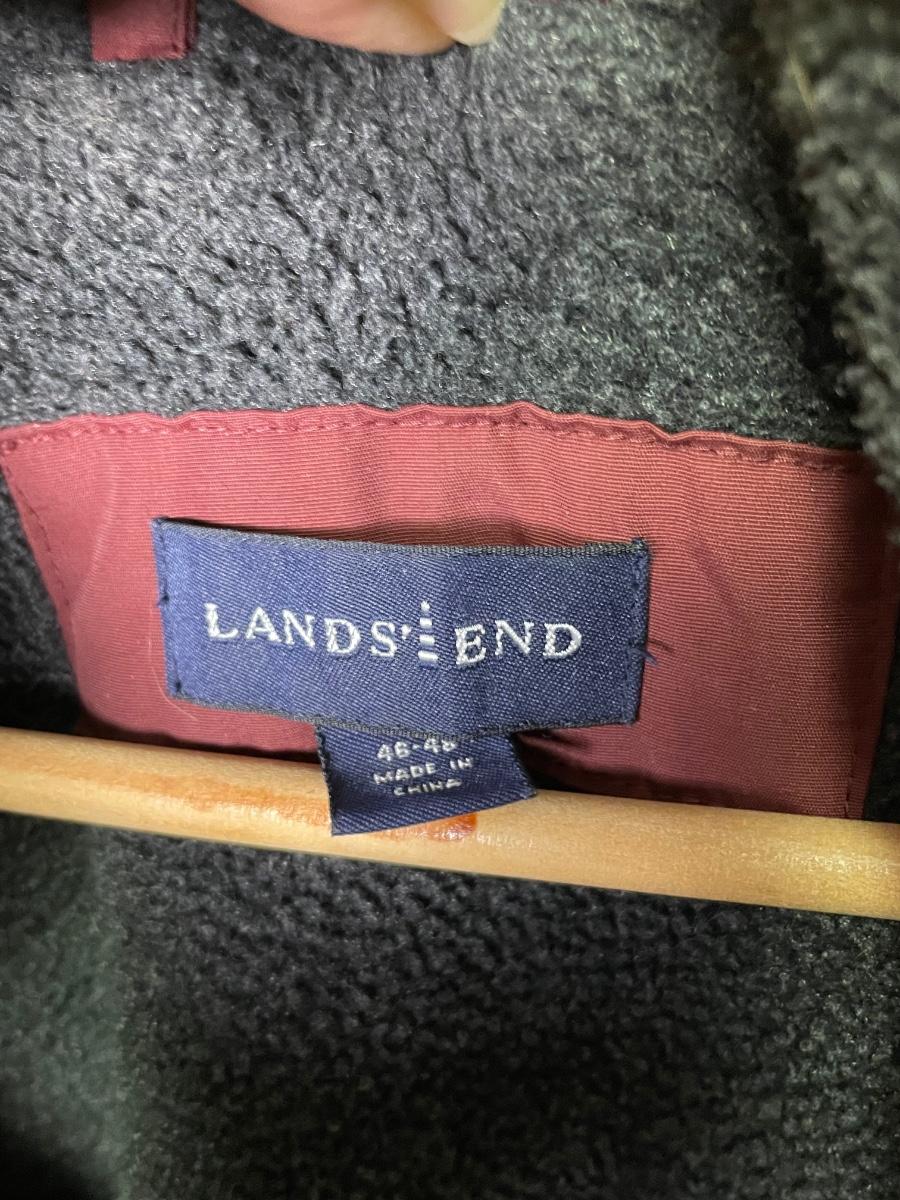 LANDS' END
46-48
MADE IN
CHINA